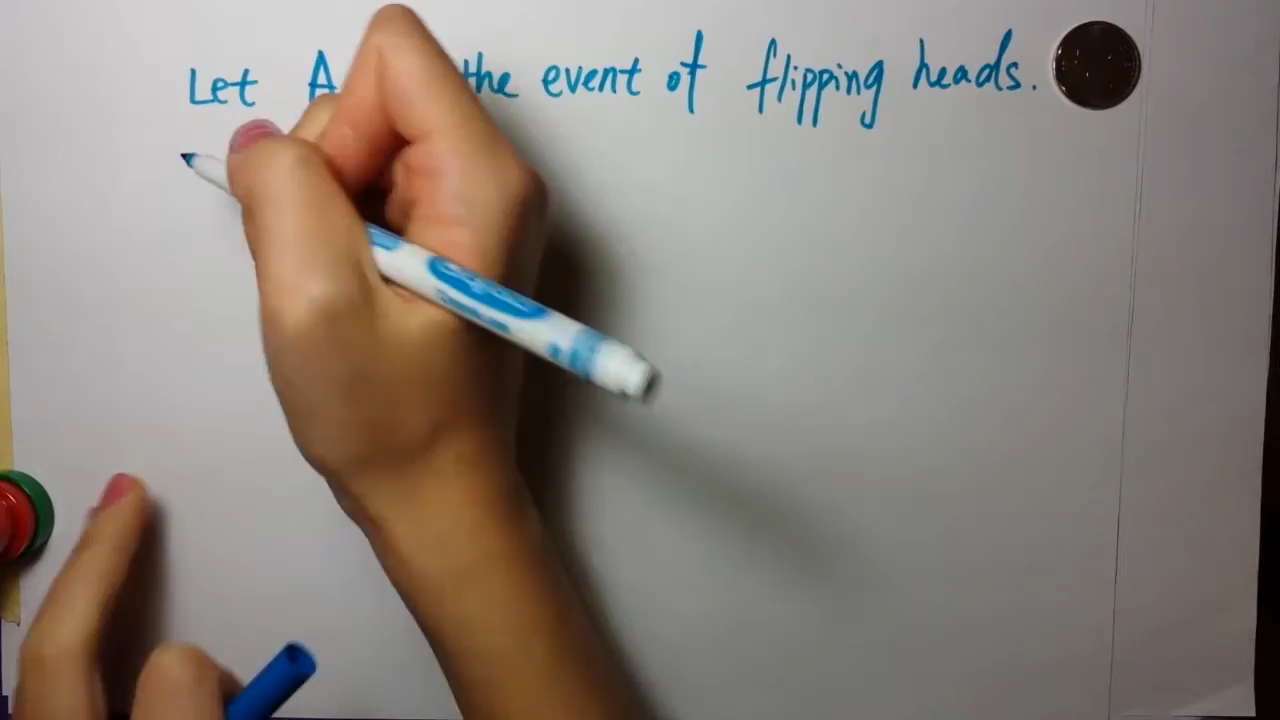 Let A the event of flipping heads.